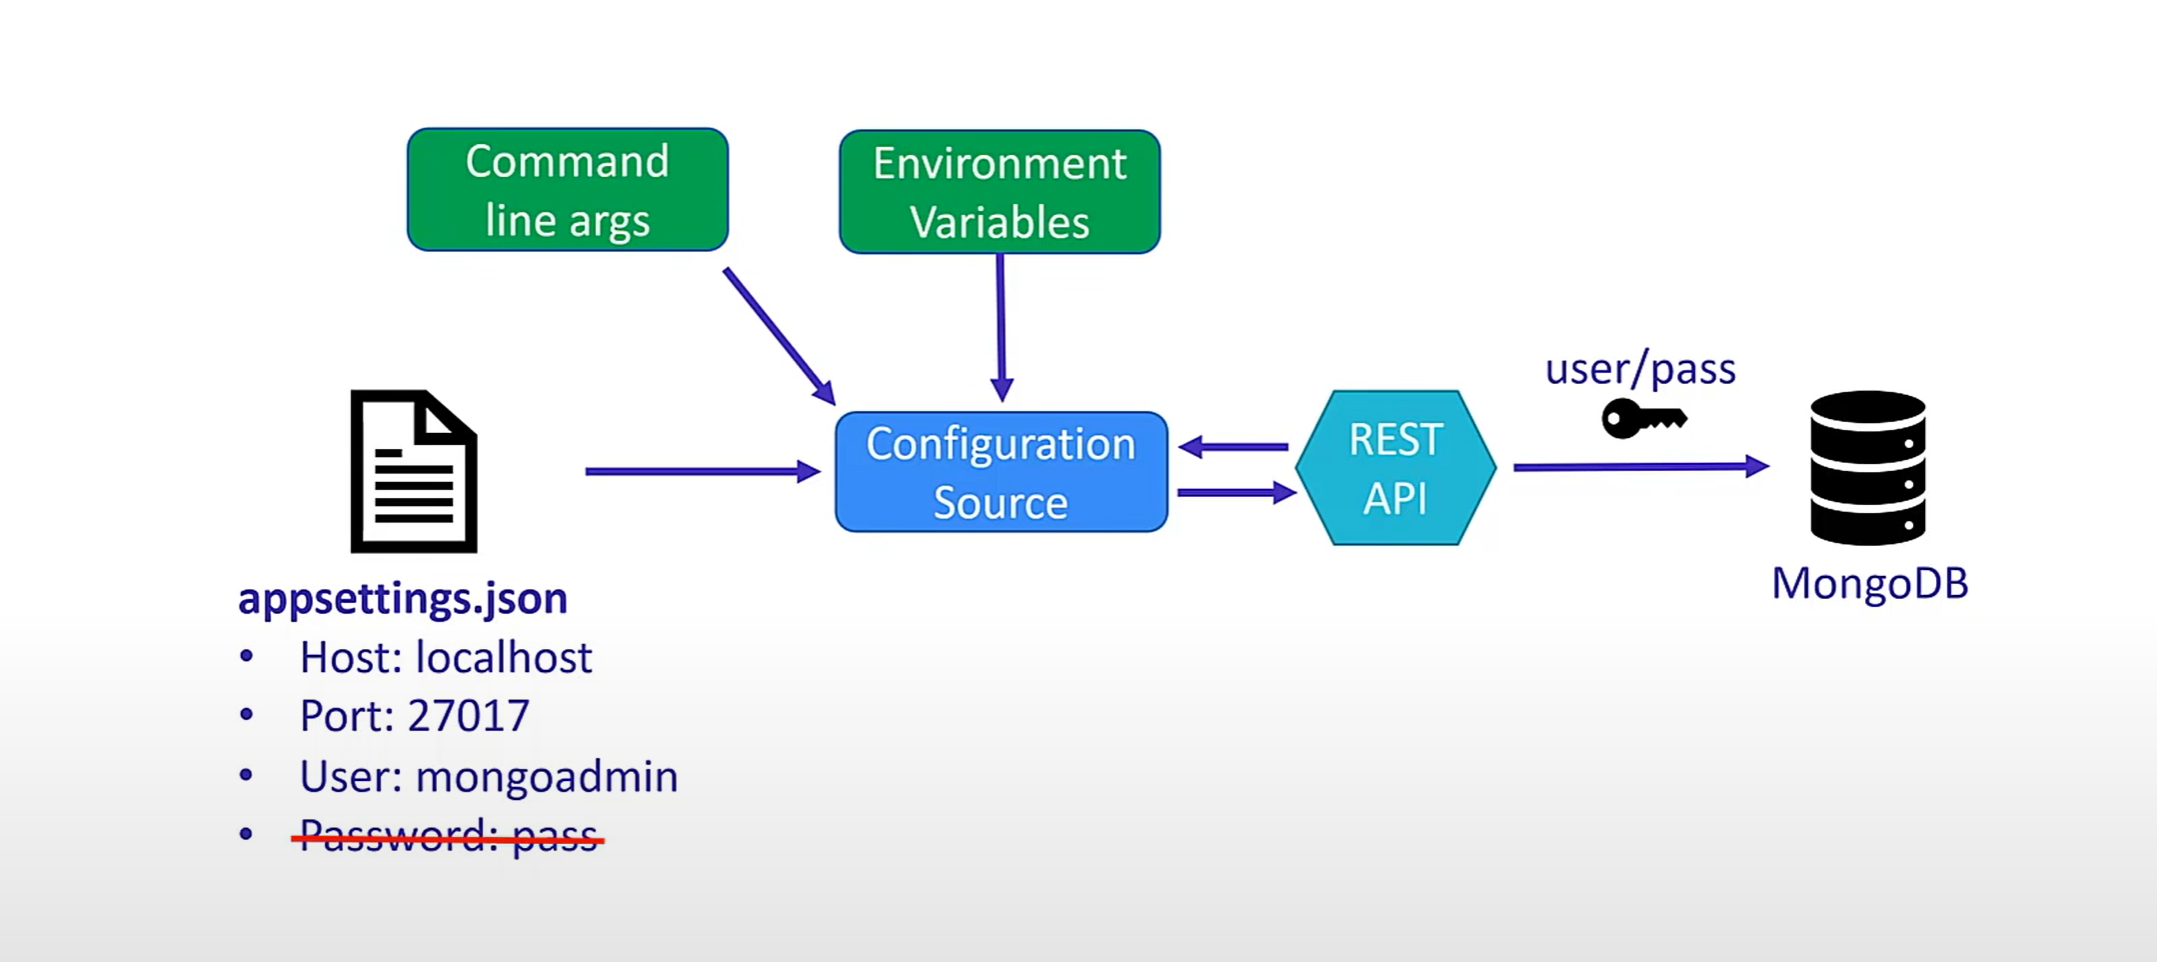 Command
line args
Environment
Variables
Configuration
Source
REST
API
user/pass
MongoDB
appsettings.json
• Host: localhost
• Port: 27017
• User: mongoadmin
• Password: pass